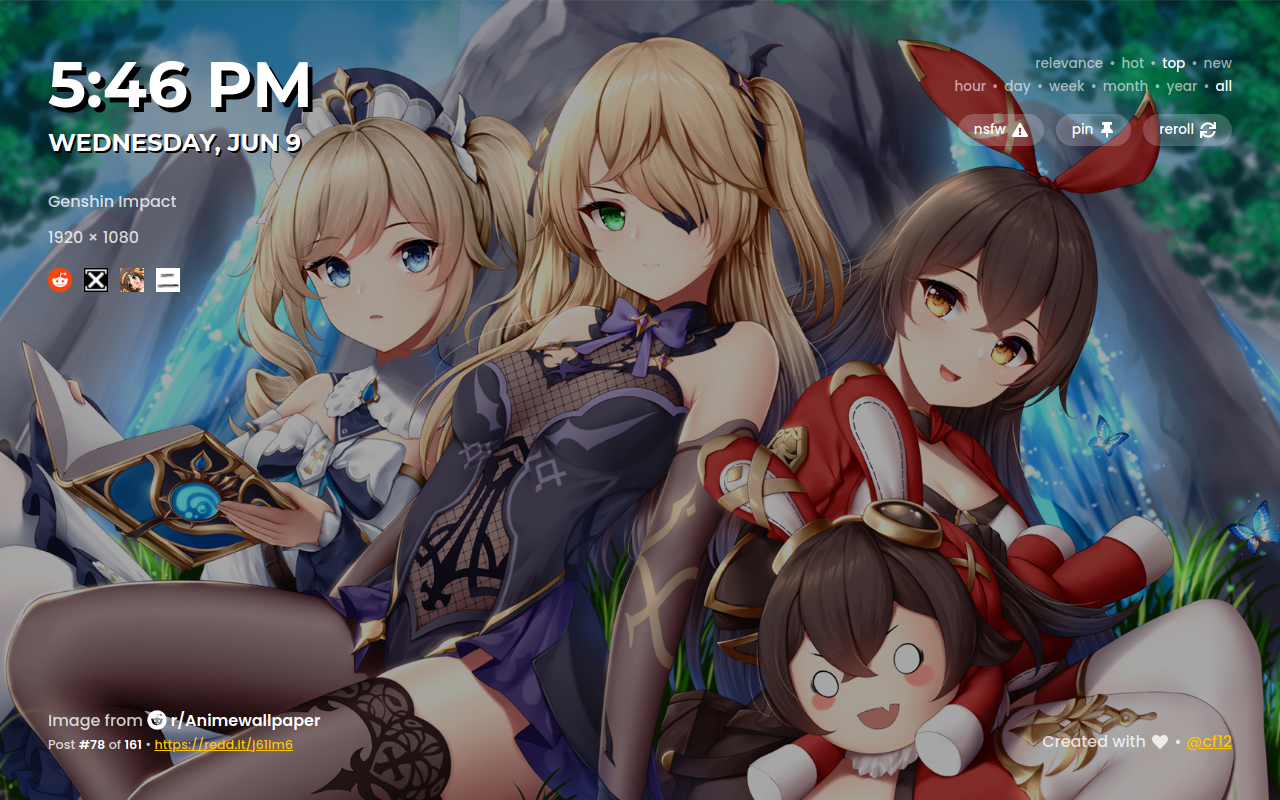 5:46 PM
WEDNESDAY, JUN 9
Genshin Impact
1920 × 1080
relevance • hot • top • new
hour • day • week • month • year • all
nsfw pin reroll
Image from r/Animewallpaper
Post #78 of 161 • https://redd.it/j61lm6
Created with • @cf12